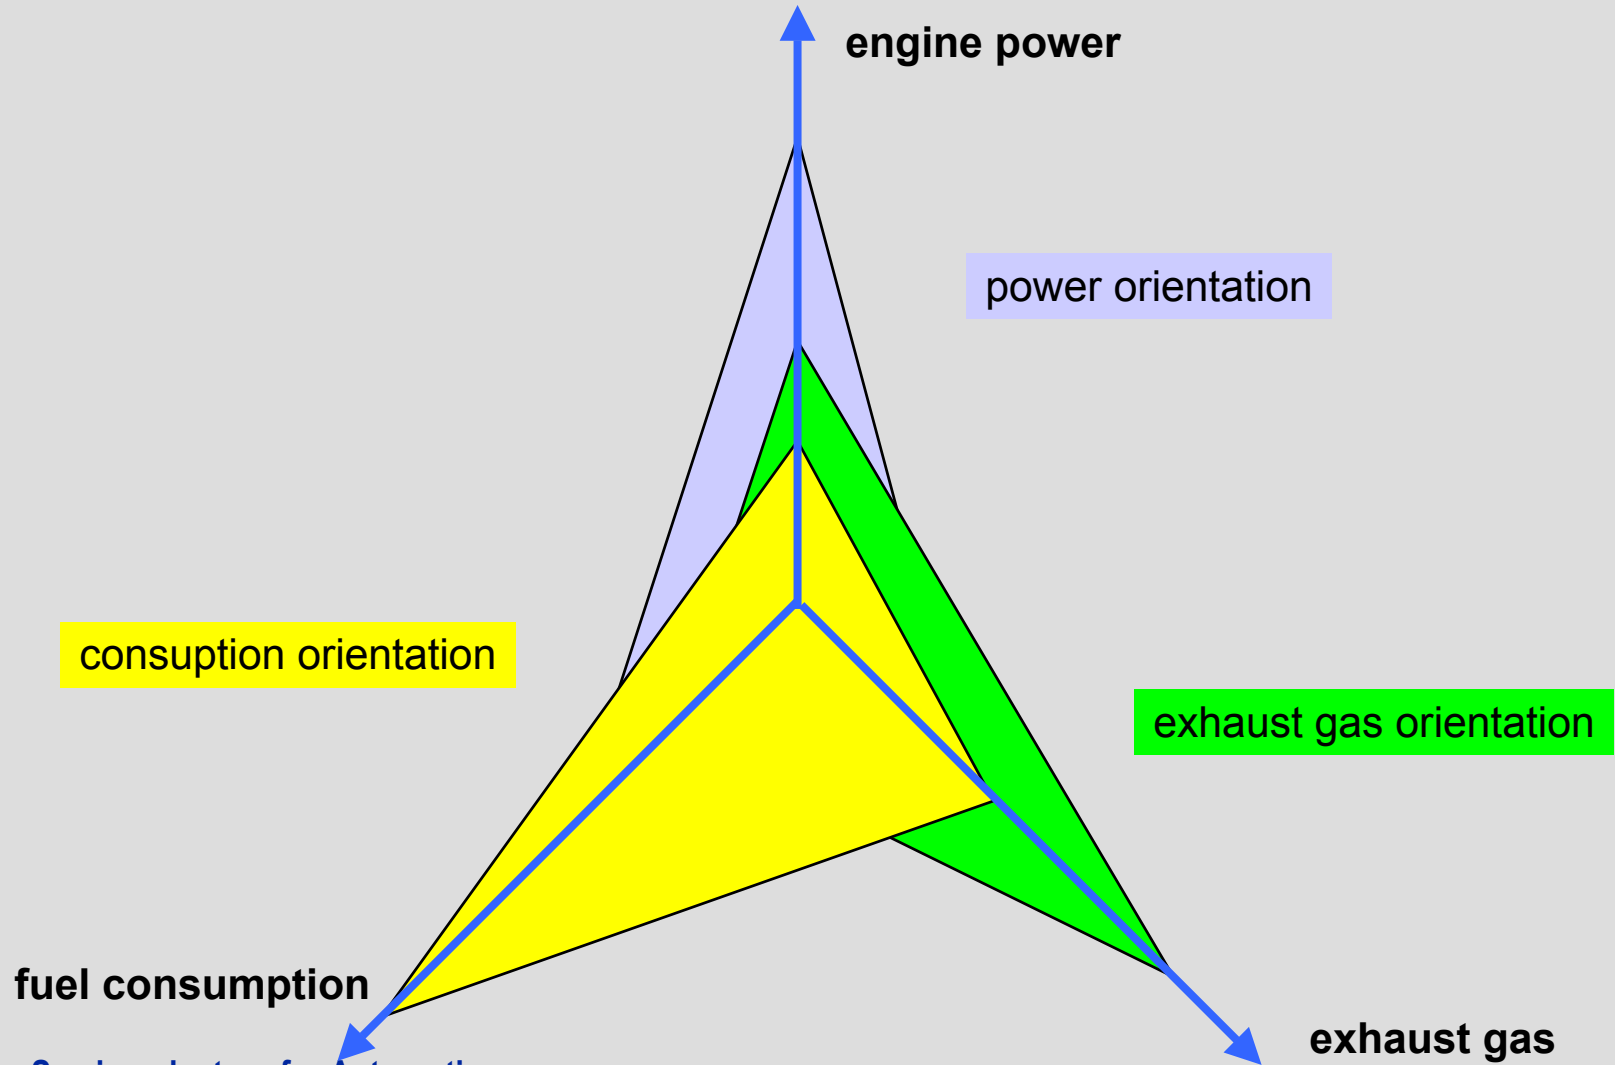 engine power
power orientation
consuption orientation
exhaust gas orientation
fuel consumption
exhaust gas